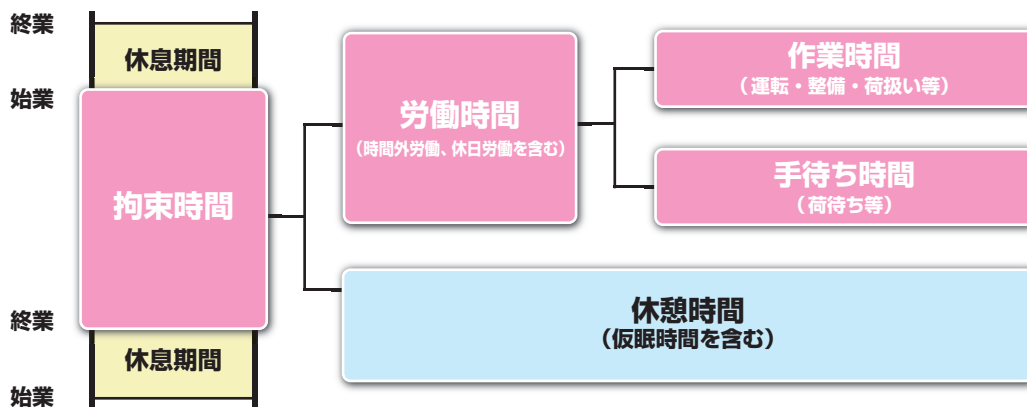 終業
休息期間
始業
拘束時間
終業
休息期間
始業
労働時間
（時間外労働、休日労働を含む）
作業時間
（運転・整備・荷扱い等）
手待ち時間
（荷待ち等）
休憩時間
（仮眠時間を含む）